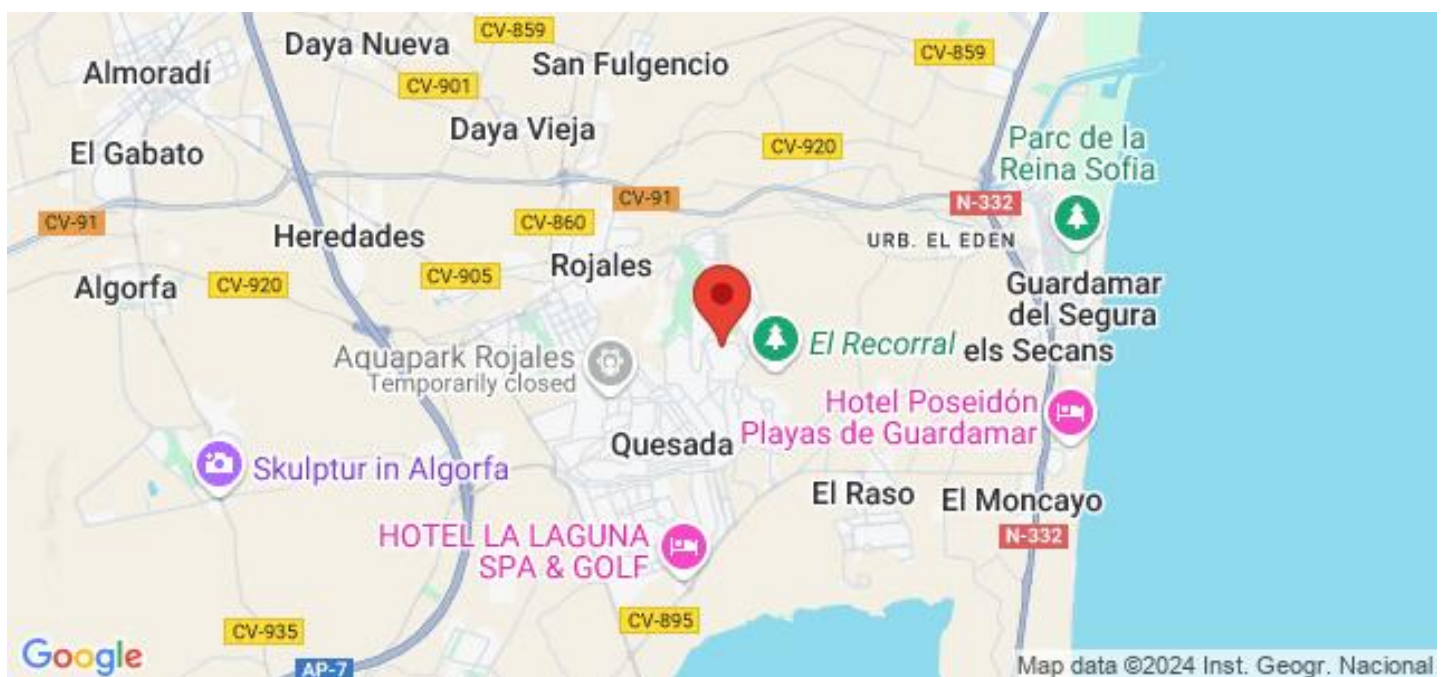 CV-859
Daya Nueva
CV-859
Almoradí
San Fulgencio
CV-901
Daya Vieja
Parc de la
Reina Sofia
El Gabato
CV-920
CV-91
CV-91
N-332
CV-860
Heredades
URB. EL EDEN
Rojales
CV-905
Algorfa
CV-920
Guardamar
del Segura
El Recorral
els Secans
Aquapark Rojales
Temporarily closed
Hotel Poseidón
Playas de Guardamar
Quesada
Skulptur in Algorfa
El Raso
El Moncayo
HOTEL LA LAGUNA
SPA & GOLF
N-332
CV-895
CV-935
Google
AP-7
Map data ©2024 Inst. Geogr. Nacional